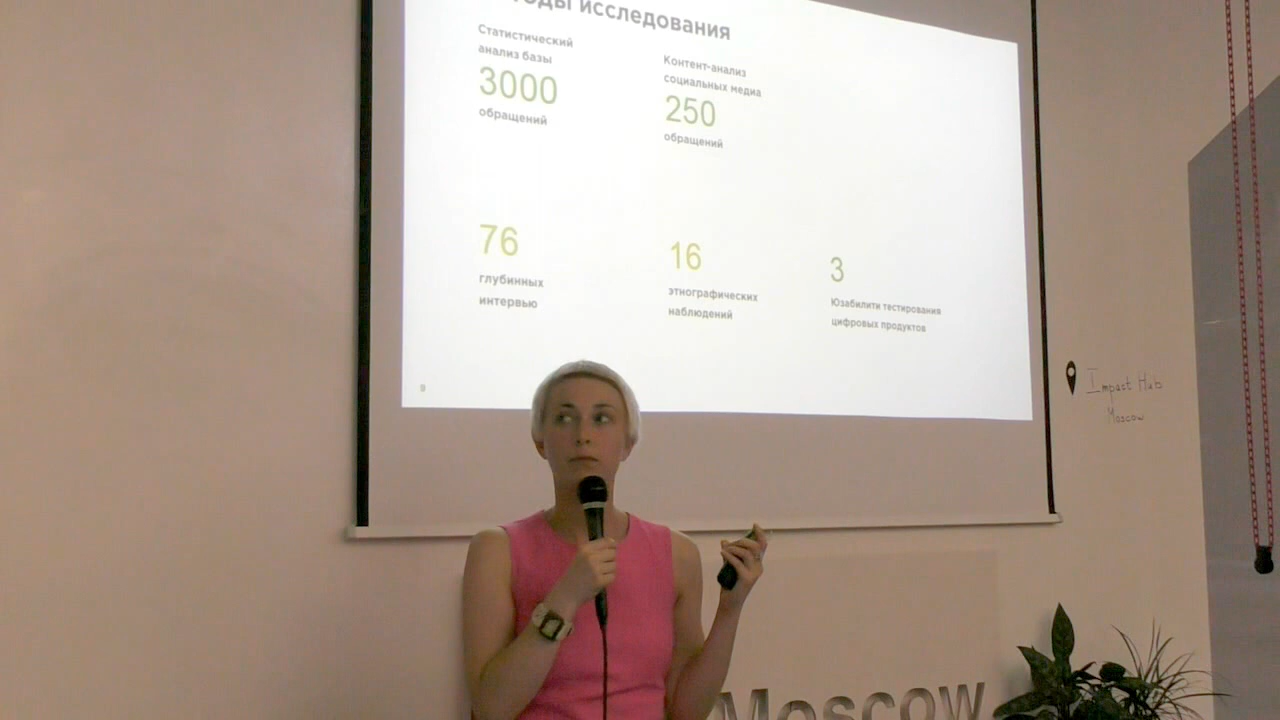 исследования
Статистический
анализ базы
3000
обращений
Контент-анализ
социальных медиа
250
обращений
76
глубинных
интервью
16
этнографических
наблюдений
3
Юзабилити тестирования
цифровых продуктов
9
Impact Hub
Moscow
Moscow